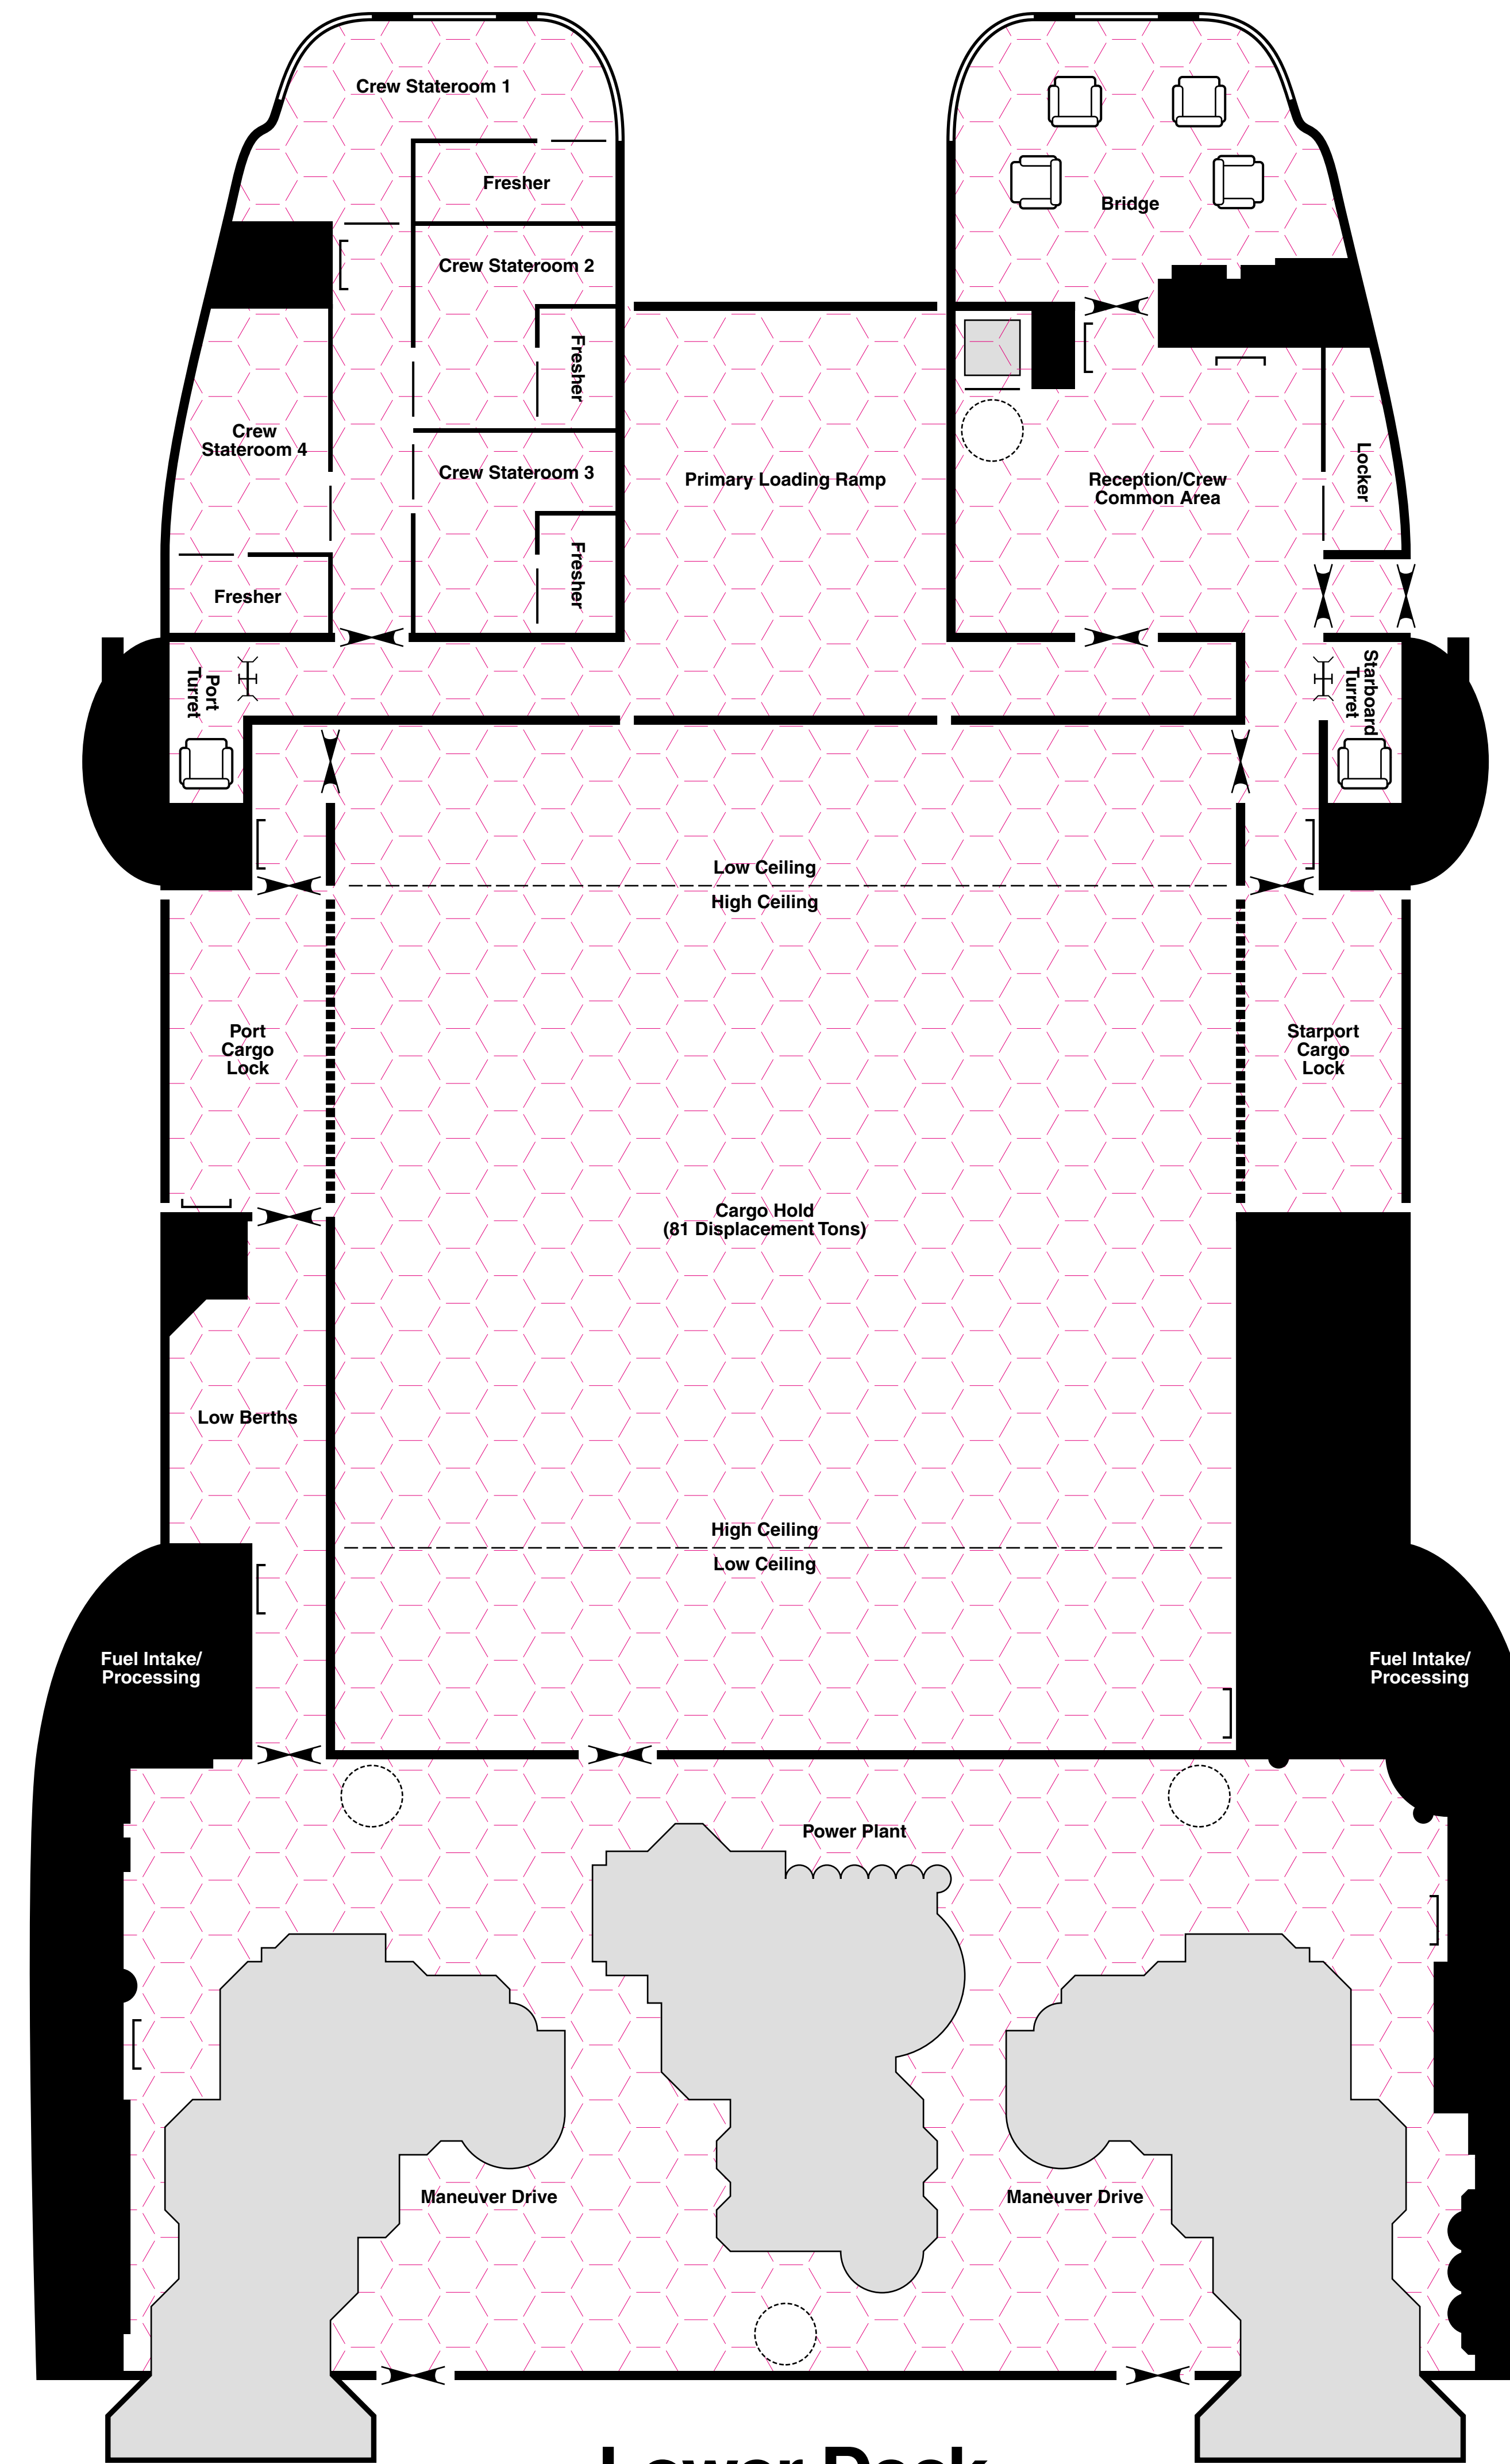 Crew Stateroom 1
Fresher
Crew Stateroom 2
Fresher
Bridge
Crew
Stateroom 4
Crew Stateroom 3
Primary Loading Ramp
Reception/Crew
Common Area
Locker
Fresher
Fresher
Port
Turret
Starboard
Turret
Low Ceiling
High Ceiling
Port
Cargo
Lock
Starport
Cargo
Lock
Cargo Hold
(81 Displacement Tons)
Low Berths
High Ceiling
Low Ceiling
Fuel Intake/
Processing
Fuel Intake/
Processing
Power Plant
Maneuver Drive
Maneuver Drive
Lower Deck